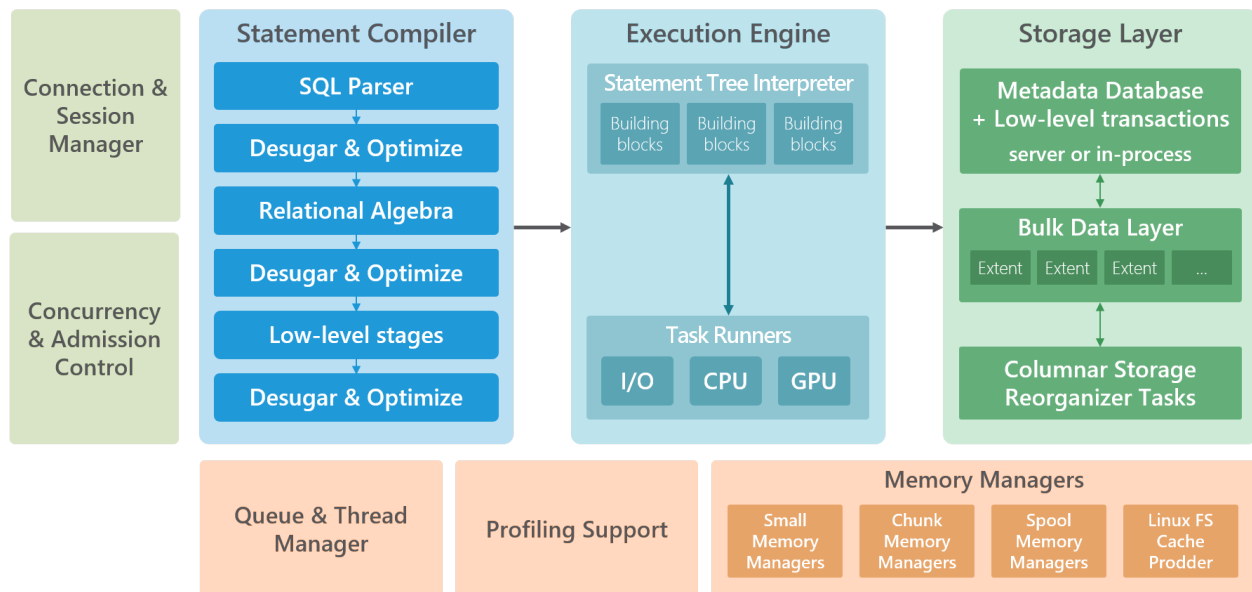 Connection &
Session
Manager
Concurrency
& Admission
Control
Statement Compiler
SQL Parser
Desugar & Optimize
Relational Algebra
Desugar & Optimize
Low-level stages
Desugar & Optimize
Execution Engine
Statement Tree Interpreter
Building
blocks
Building
blocks
Building
blocks
Task Runners
I/O
CPU
GPU
Storage Layer
Metadata Database
+ Low-level transactions
server or in-process
Bulk Data Layer
Extent
Extent
Extent
...
Columnar Storage
Reorganizer Tasks
Queue & Thread
Manager
Profiling Support
Memory Managers
Small
Memory
Managers
Chunk
Memory
Managers
Spool
Memory
Managers
Linux FS
Cache
Prodder